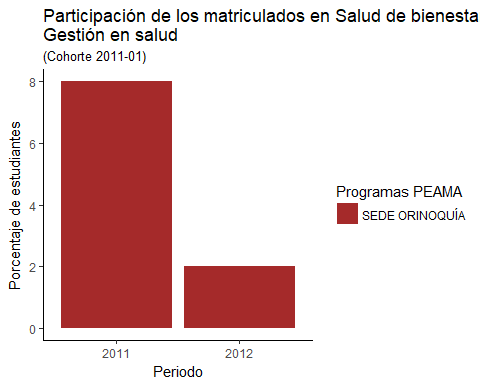 Participación de los matriculados en Salud de bienesta
Gestión en salud
(Cohorte 2011-01)
Porcentaje de estudiantes
8
6
4
2
0
2011 2012
Periodo
Programas PEAMA
SEDE ORINOQUÍA